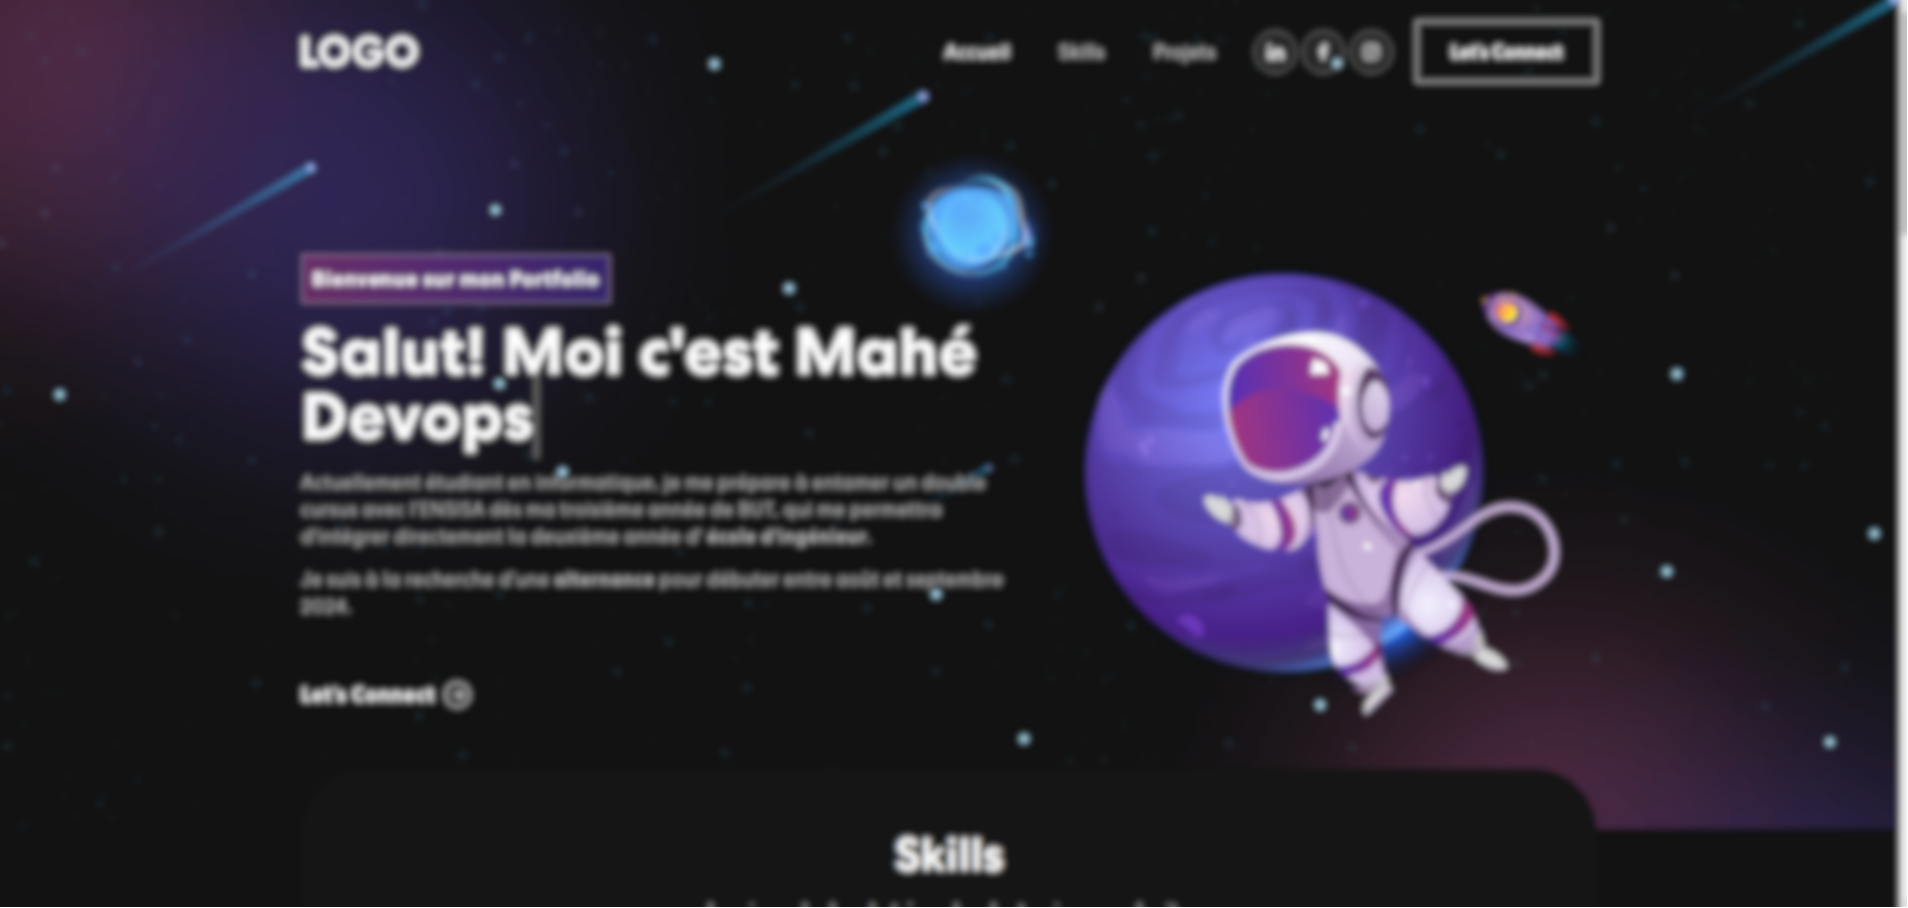 LOGO
Accueil
Skills
Projets
in
f
Let's Connect
Bienvenue sur mon Portfolio
Salut! Moi c'est Mahé
Devops
Actuellement étudiant en informatique, je me prépare à entamer un double
cursus avec l'ENSISA dès ma troisième année de BUT, qui me permettra
d'intégrer directement la deuxième année d' école d'ingénieur.
Je suis à la recherche d'une alternance pour débuter entre août et septembre
2024.
Let's Connect
Skills